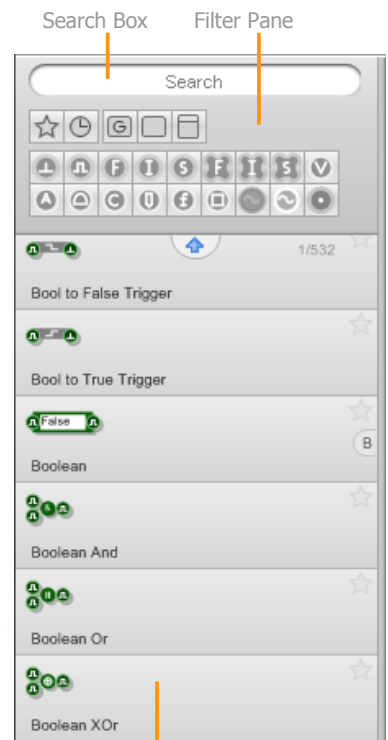 Search Box Filter Pane
Search
G
F I S F I S V
A C f
1/532
Bool to False Trigger
Bool to True Trigger
False
Boolean
B
&
Boolean And
Boolean Or
Boolean XOr